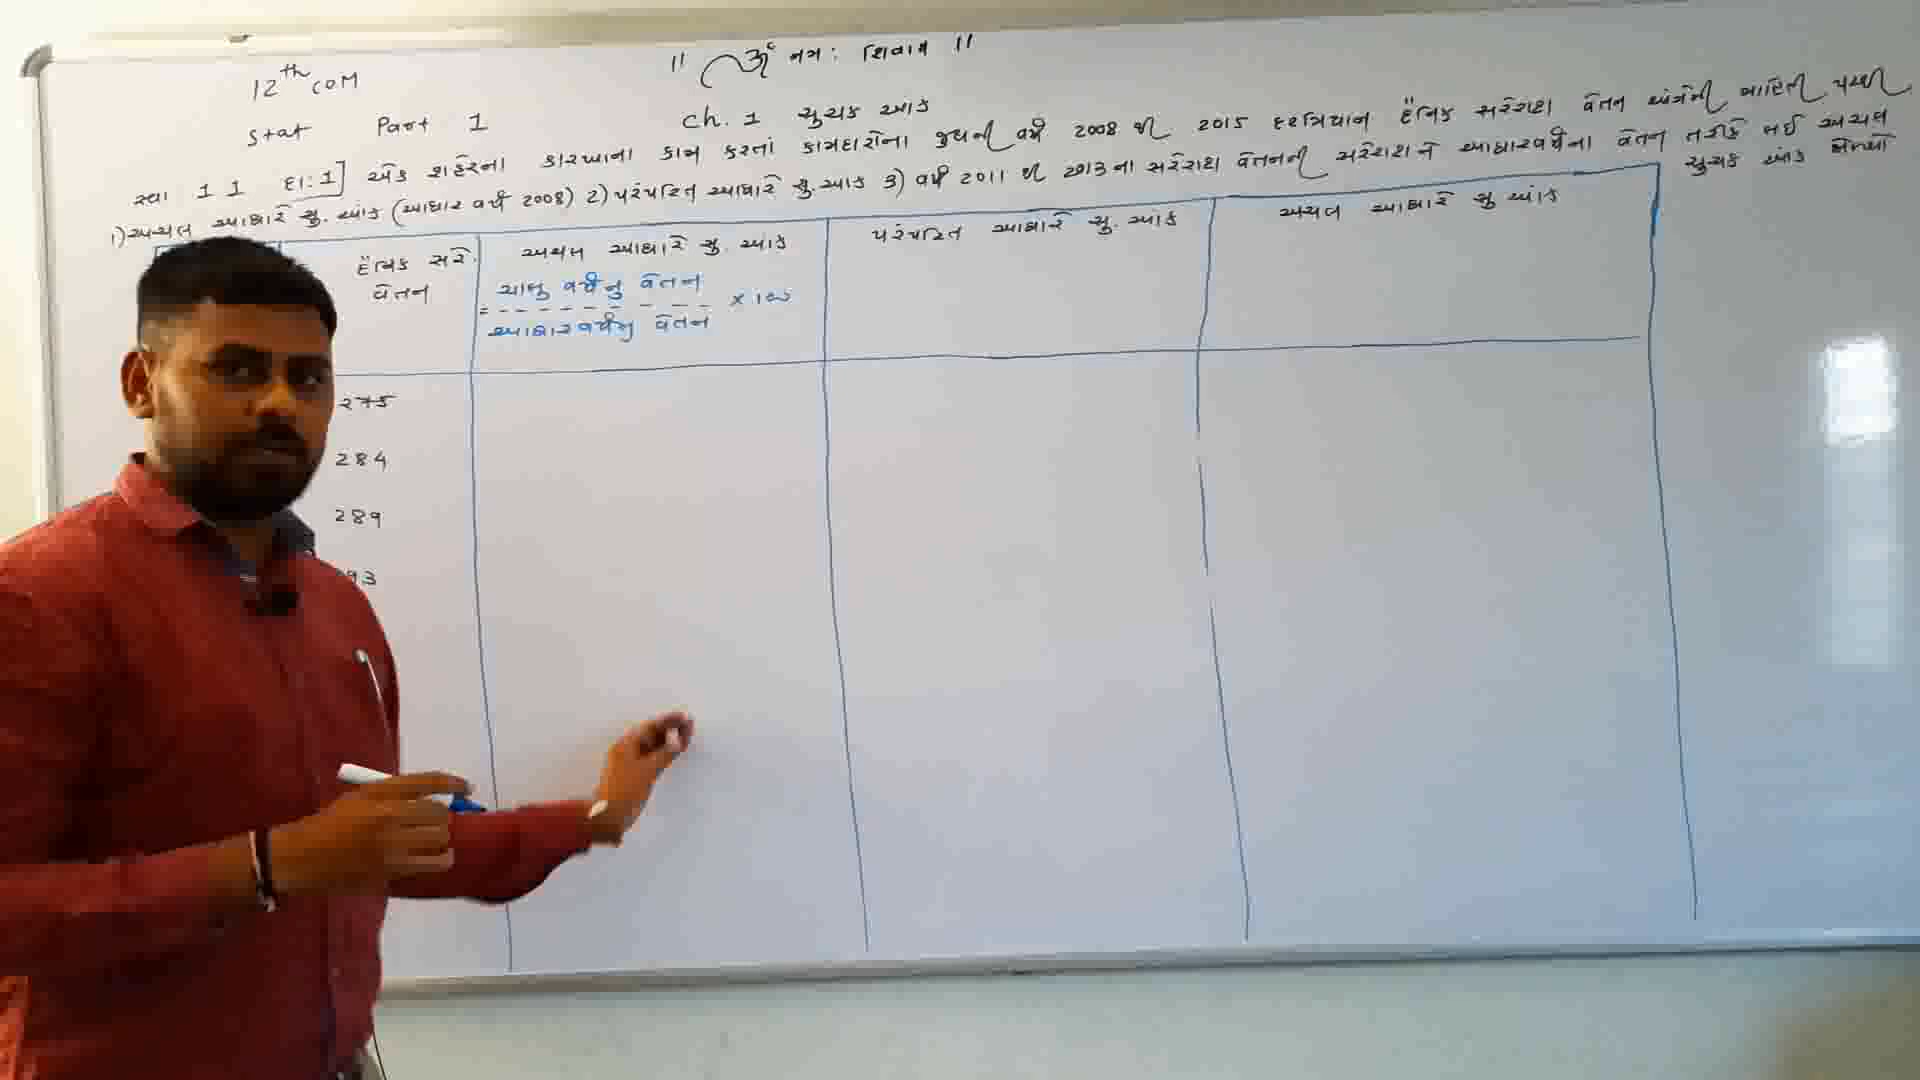 ॥ ૐ નમઃ શિવાય ॥
12th COM
Stat Part 1 Ch. 1 સુચક આંક
સ્વા 1 1 દા:1] એક શહેરના કારખાના કામ કરતાં કામદારોના જુથની વર્ષ 2008 થી 2015 દરમિયાન દૈનિક સરેરાશ વેતન અંગેની માહિતી પરથી
1) અચલ આધારે સુ. આંક (આધાર વર્ષ 2008) 2) પરંપરિત આધારે સુ. આંક 3) વર્ષ 2011 થી 2013 ના સરેરાશ વેતનની સરેરાશને આધારવર્ષના વેતન તરીકે લઈ અચલ
સુચક આંક મેળવો
દૈનિક સરે. વેતન
અચલ આધારે સુ. આંક
પરંપરિત આધારે સુ. આંક
અચલ આધારે સુ આંક
= ચાલુ વર્ષનુ વેતન
આધારવર્ષનુ વેતન × 100
275
284
289
93